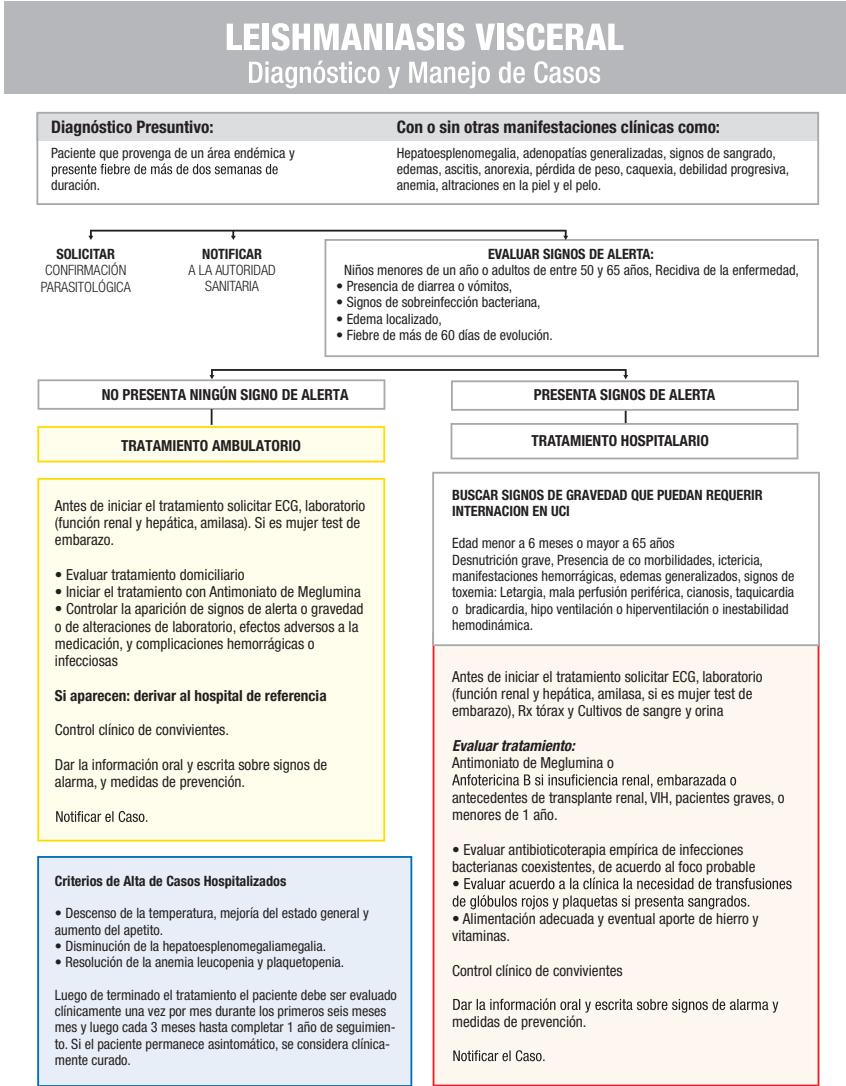 LEISHMANIASIS VISCERAL
Diagnóstico y Manejo de Casos
Diagnóstico Presuntivo:
Paciente que provenga de un área endémica y
presente fiebre de más de dos semanas de
duración.
Con o sin otras manifestaciones clínicas como:
Hepatoesplenomegalia, adenopatías generalizadas, signos de sangrado,
edemas, ascitis, anorexia, pérdida de peso, caquexia, debilidad progresiva,
anemia, altraciones en la piel y el pelo.
SOLICITAR
CONFIRMACIÓN
PARASITOLÓGICA
NOTIFICAR
A LA AUTORIDAD
SANITARIA
EVALUAR SIGNOS DE ALERTA:
Niños menores de un año o adultos de entre 50 y 65 años, Recidiva de la enfermedad,
• Presencia de diarrea o vómitos,
• Signos de sobreinfección bacteriana,
• Edema localizado,
• Fiebre de más de 60 días de evolución.
NO PRESENTA NINGÚN SIGNO DE ALERTA
TRATAMIENTO AMBULATORIO
Antes de iniciar el tratamiento solicitar ECG, laboratorio
(función renal y hepática, amilasa). Si es mujer test de
embarazo.
• Evaluar tratamiento domiciliario
• Iniciar el tratamiento con Antimoniato de Meglumina
• Controlar la aparición de signos de alerta o gravedad
o de alteraciones de laboratorio, efectos adversos a la
medicación, y complicaciones hemorrágicas o
infecciosas
Si aparecen: derivar al hospital de referencia
Control clínico de convivientes.
Dar la información oral y escrita sobre signos de
alarma, y medidas de prevención.
Notificar el Caso.
Criterios de Alta de Casos Hospitalizados
• Descenso de la temperatura, mejoría del estado general y
aumento del apetito.
• Disminución de la hepatoesplenomegaliamegalia.
• Resolución de la anemia leucopenia y plaquetopenia.
Luego de terminado el tratamiento el paciente debe ser evaluado
clínicamente una vez por mes durante los primeros seis meses
mes y luego cada 3 meses hasta completar 1 año de seguimien-
to. Si el paciente permanece asintomático, se considera clínica-
mente curado.
PRESENTA SIGNOS DE ALERTA
TRATAMIENTO HOSPITALARIO
BUSCAR SIGNOS DE GRAVEDAD QUE PUEDAN REQUERIR
INTERNACION EN UCI
Edad menor a 6 meses o mayor a 65 años
Desnutrición grave, Presencia de co morbilidades, ictericia,
manifestaciones hemorrágicas, edemas generalizados, signos de
toxemia: Letargia, mala perfusión periférica, cianosis, taquicardia
o bradicardia, hipo ventilación o hiperventilación o inestabilidad
hemodinámica.
Antes de iniciar el tratamiento solicitar ECG, laboratorio
(función renal y hepática, amilasa, si es mujer test de
embarazo), Rx tórax y Cultivos de sangre y orina
Evaluar tratamiento:
Antimoniato de Meglumina o
Anfotericina B si insuficiencia renal, embarazada o
antecedentes de transplante renal, VIH, pacientes graves, o
menores de 1 año.
• Evaluar antibioticoterapia empírica de infecciones
bacterianas coexistentes, de acuerdo al foco probable
• Evaluar acuerdo a la clínica la necesidad de transfusiones
de glóbulos rojos y plaquetas si presenta sangrados.
• Alimentación adecuada y eventual aporte de hierro y
vitaminas.
Control clínico de convivientes
Dar la información oral y escrita sobre signos de alarma y
medidas de prevención.
Notificar el Caso.